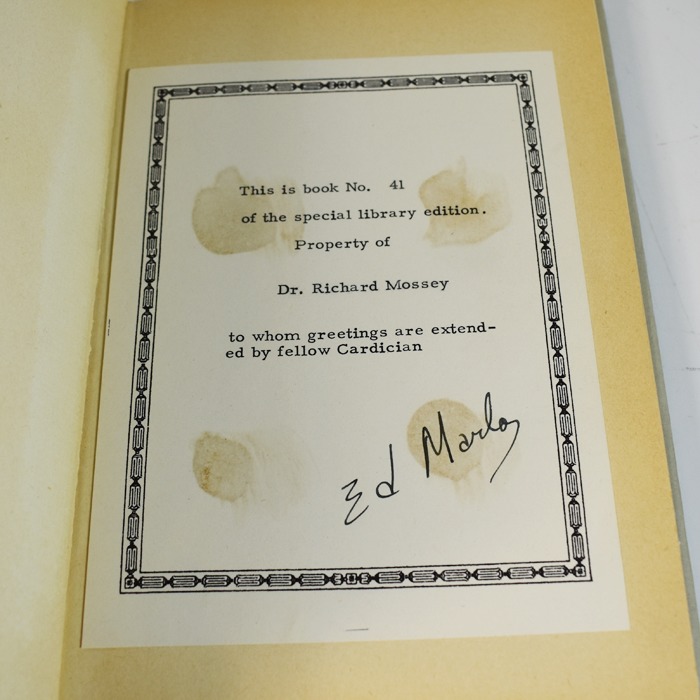 This is book No. 41
of the special library edition.
Property of
Dr. Richard Mossey
to whom greetings are extend-
ed by fellow Cardician
Ed Marlo